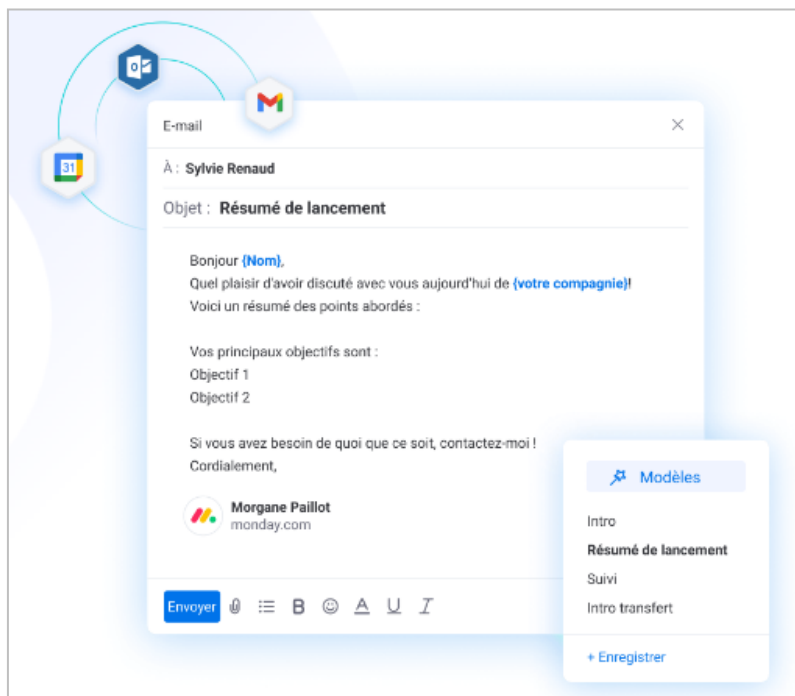 E-mail
À : Sylvie Renaud
Objet : Résumé de lancement
Bonjour {Nom},
Quel plaisir d'avoir discuté avec vous aujourd'hui de {votre compagnie}!
Voici un résumé des points abordés :
Vos principaux objectifs sont :
Objectif 1
Objectif 2
Si vous avez besoin de quoi que ce soit, contactez-moi !
Cordialement,
Morgane Paillot
monday.com
Envoyer
B
A
U
I
Modèles
Intro
Résumé de lancement
Suivi
Intro transfert
+ Enregistrer
31